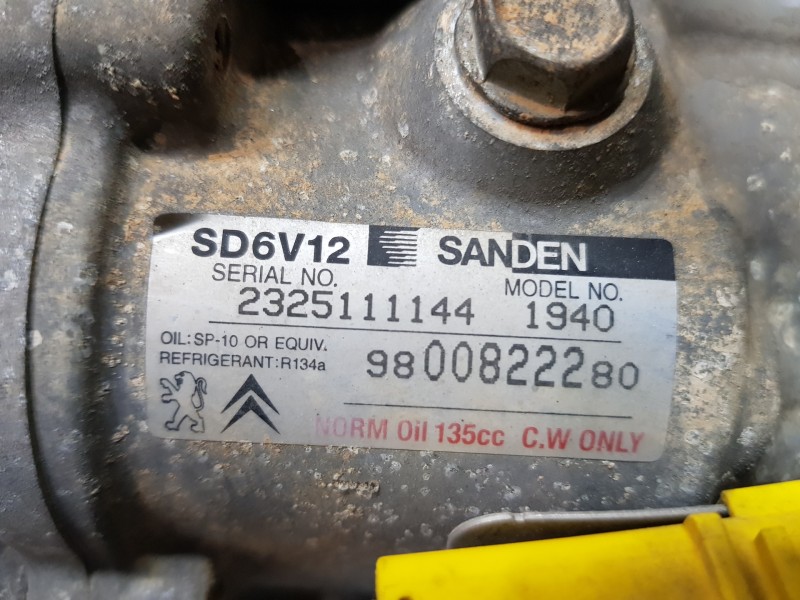 SD6V12 SANDEN
SERIAL NO. MODEL NO.
2325111144 1940
OIL:SP-10 OR EQUIV.
REFRIGERANT:R134a
9800822280
NORM Oil 135cc C.W ONLY